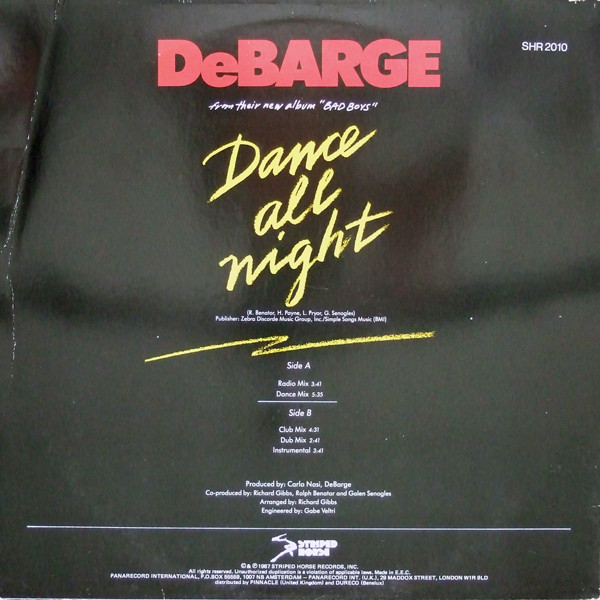 DeBARGE
SHR 2010
from their new album "BAD BOYS"
Dance
all
night
(R. Benator, H. Payne, L. Pryor, G. Senogles)
Publisher: Zebra Discorde Music Group, Inc./Simple Songs Music (BMI)
Side A
Radio Mix 3:41
Dance Mix 5:35
Side B
Club Mix 4:31
Dub Mix 2:41
Instrumental 3:41
Produced by: Carlo Nasi, DeBarge
Co-produced by: Richard Gibbs, Ralph Benator and Galen Senogles
Arranged by: Richard Gibbs
Engineered by: Gabe Veltri
STRIPED
HORSE
© & ℗ 1987 STRIPED HORSE RECORDS, INC.
All rights reserved. Unauthorized duplication is a violation of applicable laws. Made in E.E.C.
PANARECORD INTERNATIONAL, P.O.BOX 55588, 1007 NB AMSTERDAM – PANARECORD INT. (U.K.), 29 MADDOX STREET, LONDON W1R 9LD
distributed by PINNACLE (United Kingdom) and DURECO (Benelux)